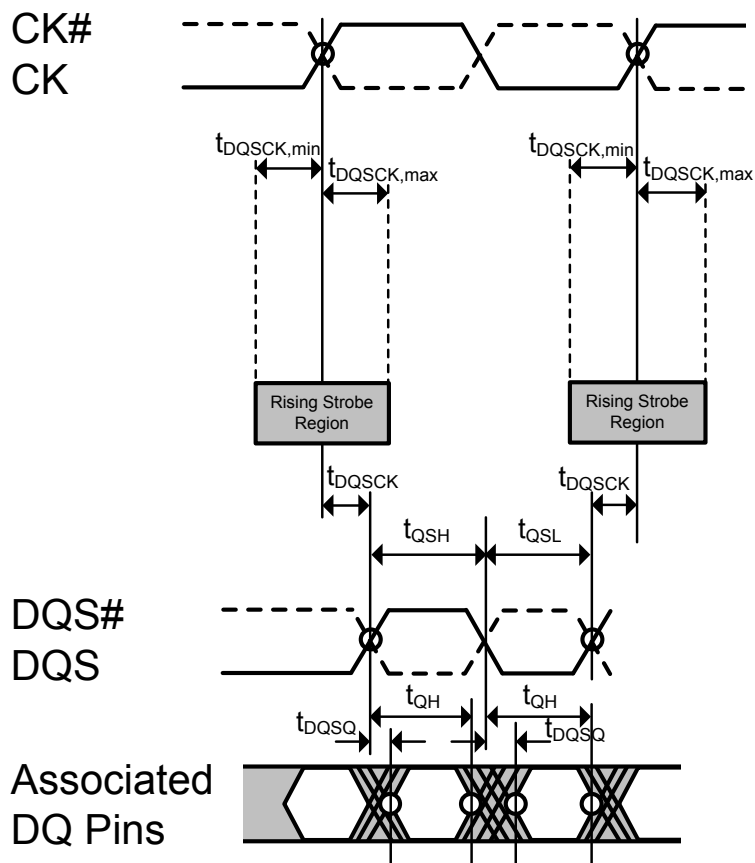 CK#
CK
tDQSCK,min
tDQSCK,max
tDQSCK,min
tDQSCK,max
Rising Strobe
Region
Rising Strobe
Region
tDQSCK
tDQSCK
tQSH
tQSL
DQS#
DQS
tQH
tQH
tDQSQ
tDQSQ
Associated
DQ Pins